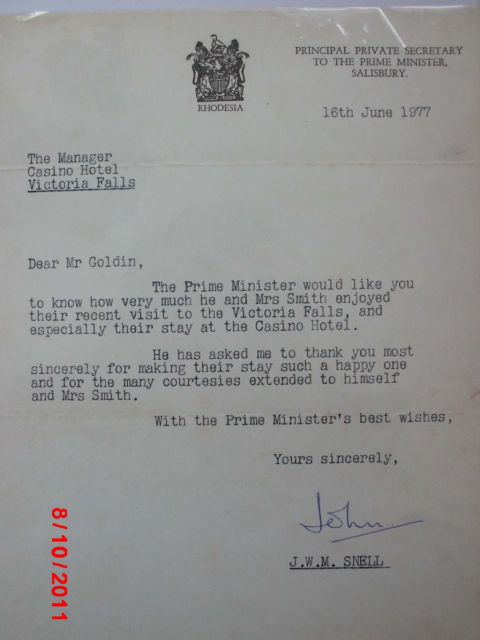 PRINCIPAL PRIVATE SECRETARY
TO THE PRIME MINISTER,
SALISBURY.
RHODESIA
16th June 1977
The Manager
Casino Hotel
Victoria Falls
Dear Mr Goldin,
The Prime Minister would like you
to know how very much he and Mrs Smith enjoyed
their recent visit to the Victoria Falls, and
especially their stay at the Casino Hotel.
He has asked me to thank you most
sincerely for making their stay such a happy one
and for the many courtesies extended to himself
and Mrs Smith.
With the Prime Minister's best wishes,
Yours sincerely,
John
J.W.M. SNELL
8/10/2011